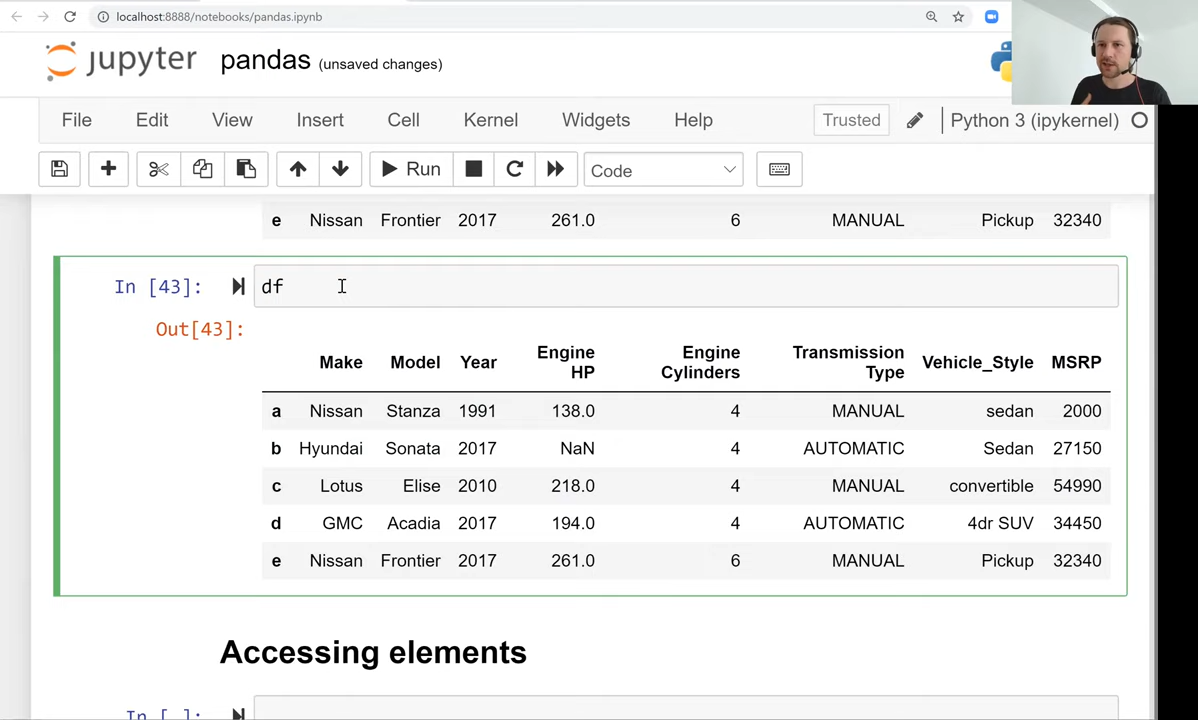 localhost:8888/notebooks/pandas.ipynb
jupyter pandas (unsaved changes)
File Edit View Insert Cell Kernel Widgets Help Trusted Python 3 (ipykernel)
Run Code
e Nissan Frontier 2017 261.0 6 MANUAL Pickup 32340
In [43]: df
Out[43]:
Make Model Year Engine HP Engine Cylinders Transmission Type Vehicle_Style MSRP
a Nissan Stanza 1991 138.0 4 MANUAL sedan 2000
b Hyundai Sonata 2017 NaN 4 AUTOMATIC Sedan 27150
c Lotus Elise 2010 218.0 4 MANUAL convertible 54990
d GMC Acadia 2017 194.0 4 AUTOMATIC 4dr SUV 34450
e Nissan Frontier 2017 261.0 6 MANUAL Pickup 32340
Accessing elements
In [ ]: